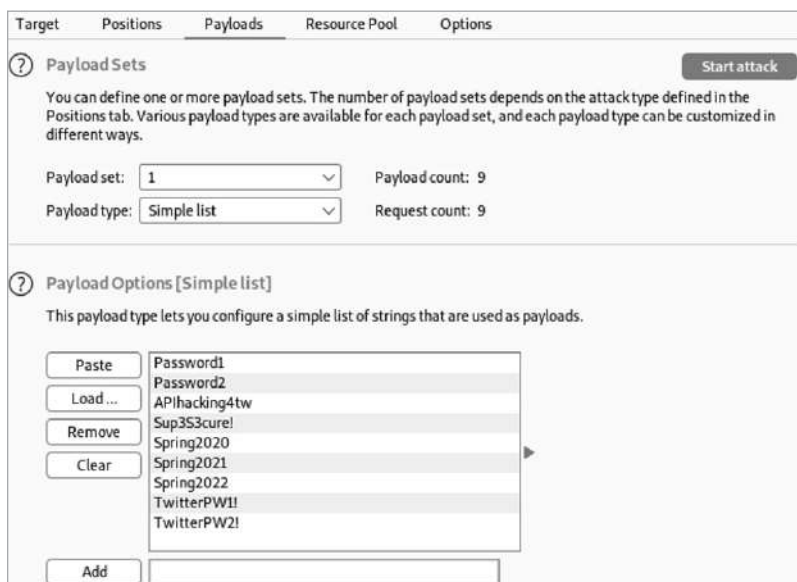 Target Positions Payloads Resource Pool Options
? Payload Sets Start attack
You can define one or more payload sets. The number of payload sets depends on the attack type defined in the
Positions tab. Various payload types are available for each payload set, and each payload type can be customized in
different ways.
Payload set: 1 Payload count: 9
Payload type: Simple list Request count: 9
? Payload Options [Simple list]
This payload type lets you configure a simple list of strings that are used as payloads.
Paste
Load ...
Remove
Clear
Password1
Password2
APIhacking4tw
Sup3S3cure!
Spring2020
Spring2021
Spring2022
TwitterPW1!
TwitterPW2!
Add